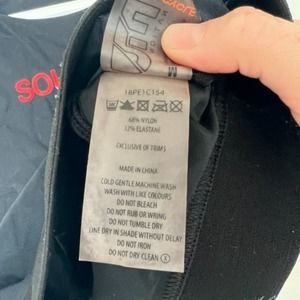 SOU
18PE1C154
68% NYLON
32% ELASTANE
EXCLUSIVE OF TRIMS
MADE IN CHINA
COLD GENTLE MACHINE WASH
WASH WITH LIKE COLOURS
DO NOT BLEACH
DO NOT RUB OR WRING
DO NOT TUMBLE DRY
LINE DRY IN SHADE WITHOUT DELAY
DO NOT IRON
DO NOT DRY CLEAN